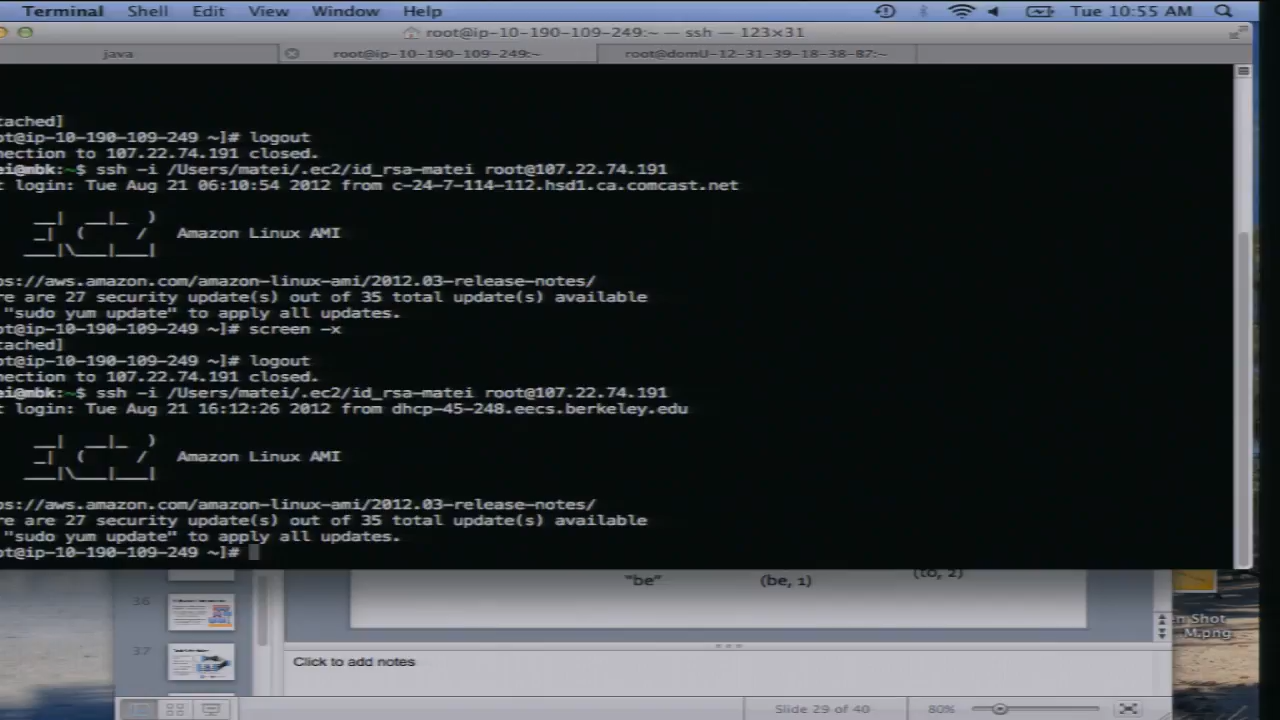 Terminal Shell Edit View Window Help Tue 10:55 AM
root@ip-10-190-109-249:~ — ssh — 123×31
java root@ip-10-190-109-249:~ root@domU-12-31-39-18-38-87:~
tached]
ot@ip-10-190-109-249 ~]# logout
nection to 107.22.74.191 closed.
ei@mbk:~$ ssh -i /Users/matei/.ec2/id_rsa-matei root@107.22.74.191
t login: Tue Aug 21 06:10:54 2012 from c-24-7-114-112.hsd1.ca.comcast.net
__| __|_ )
_| ( / Amazon Linux AMI
___|\___|___|
ps://aws.amazon.com/amazon-linux-ami/2012.03-release-notes/
re are 27 security update(s) out of 35 total update(s) available
"sudo yum update" to apply all updates.
ot@ip-10-190-109-249 ~]# screen -x
tached]
ot@ip-10-190-109-249 ~]# logout
nection to 107.22.74.191 closed.
ei@mbk:~$ ssh -i /Users/matei/.ec2/id_rsa-matei root@107.22.74.191
t login: Tue Aug 21 16:12:26 2012 from dhcp-45-248.eecs.berkeley.edu
__| __|_ )
_| ( / Amazon Linux AMI
___|\___|___|
ps://aws.amazon.com/amazon-linux-ami/2012.03-release-notes/
re are 27 security update(s) out of 35 total update(s) available
"sudo yum update" to apply all updates.
ot@ip-10-190-109-249 ~]#
"be" (be, 1) (to, 2)
36
n Shot
M.png
37
Click to add notes
Slide 29 of 40 80%